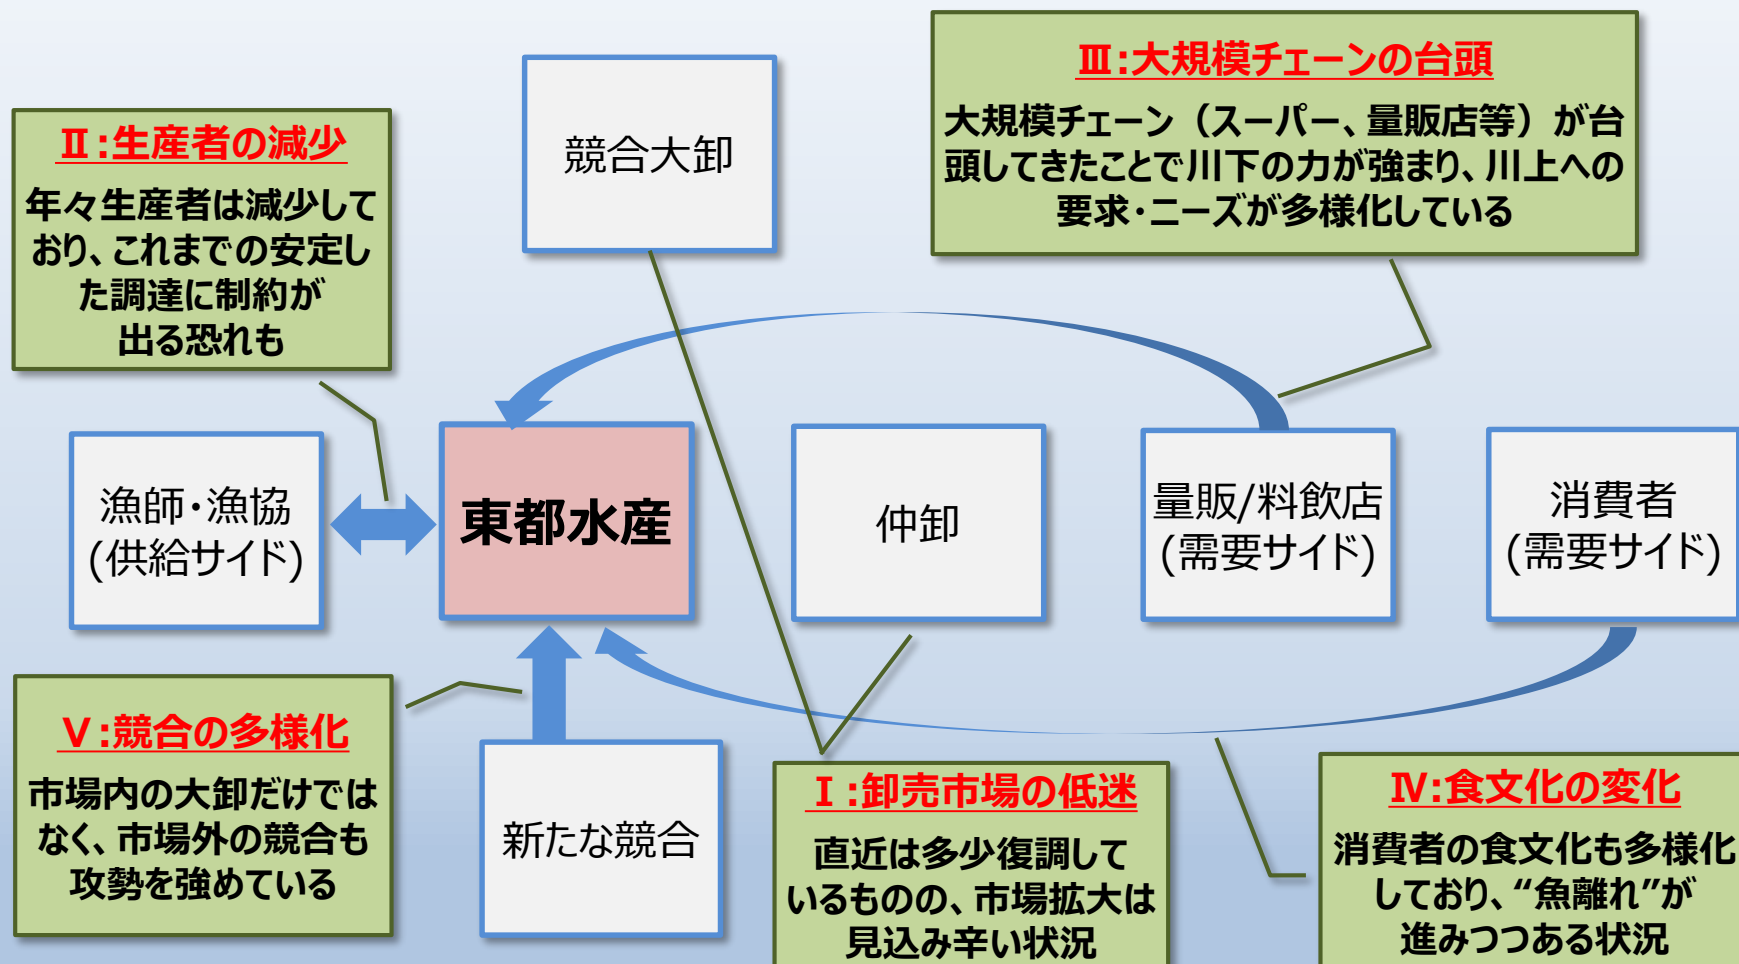 Ⅲ:大規模チェーンの台頭
大規模チェーン（スーパー、量販店等）が台
頭してきたことで川下の力が強まり、川上への
要求・ニーズが多様化している
競合大卸
Ⅱ:生産者の減少
年々生産者は減少して
おり、これまでの安定し
た調達に制約が
出る恐れも
漁師・漁協
(供給サイド)
東都水産
仲卸
量販/料飲店
(需要サイド)
消費者
(需要サイド)
Ⅴ:競合の多様化
市場内の大卸だけでは
なく、市場外の競合も
攻勢を強めている
新たな競合
Ⅰ:卸売市場の低迷
直近は多少復調して
いるものの、市場拡大は
見込み辛い状況
Ⅳ:食文化の変化
消費者の食文化も多様化
しており、“魚離れ”が
進みつつある状況